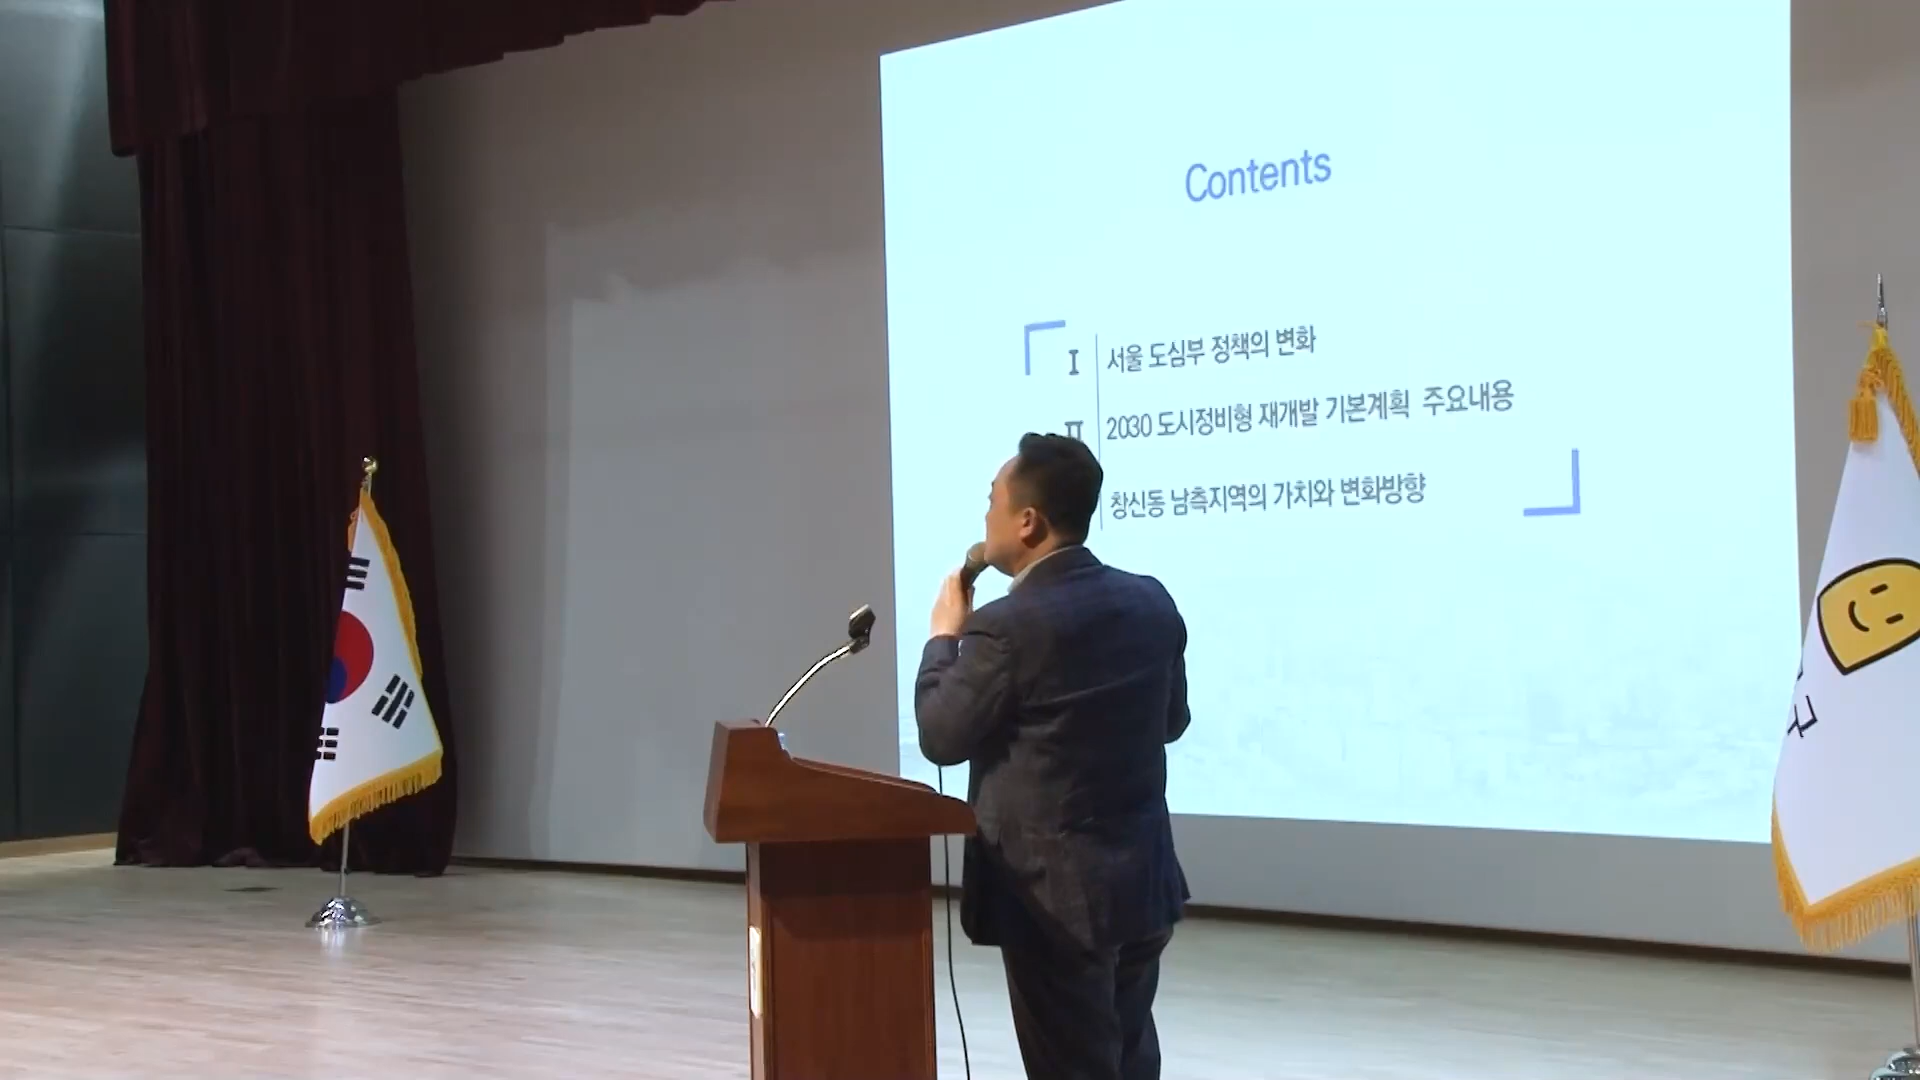 Contents
I 서울 도심부 정책의 변화
II 2030 도시정비형 재개발 기본계획 주요내용
창신동 남측지역의 가치와 변화방향
구